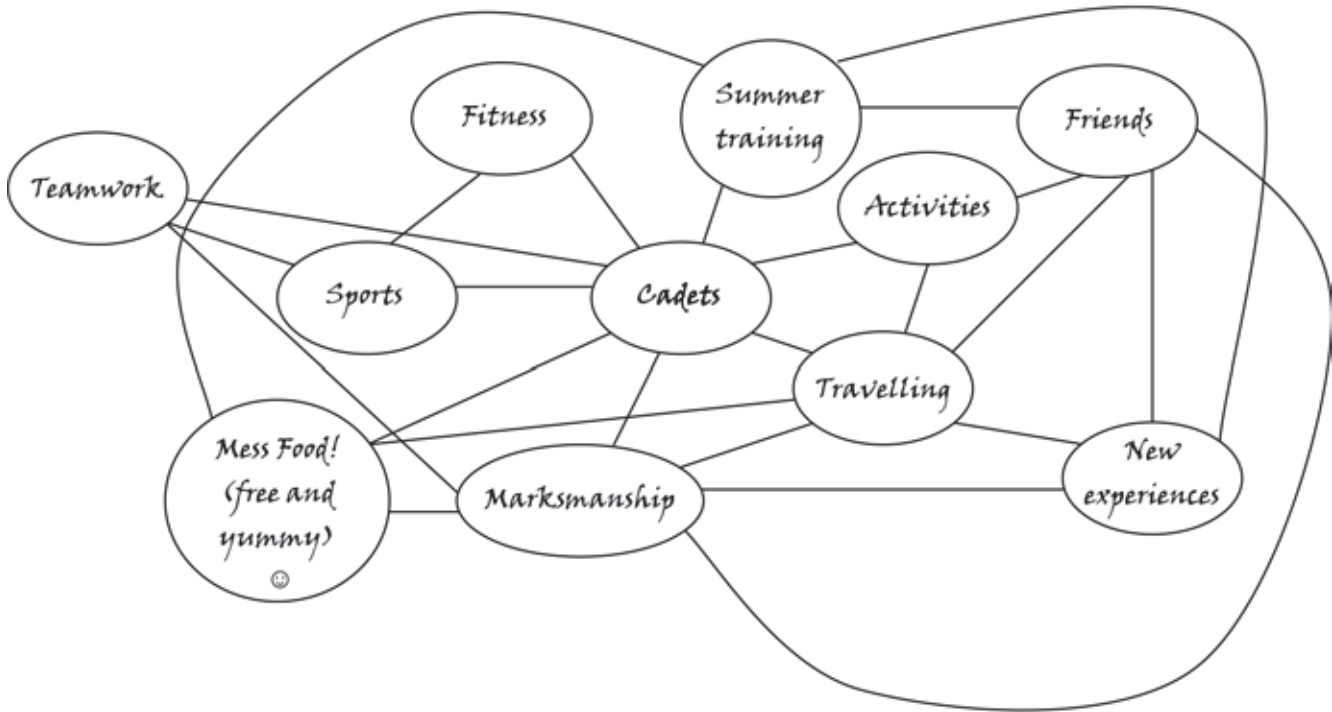 Summer
training
Fitness
Friends
Teamwork
Activities
Sports
Cadets
Travelling
Mess Food!
(free and
yummy)
☺
Marksmanship
New
experiences